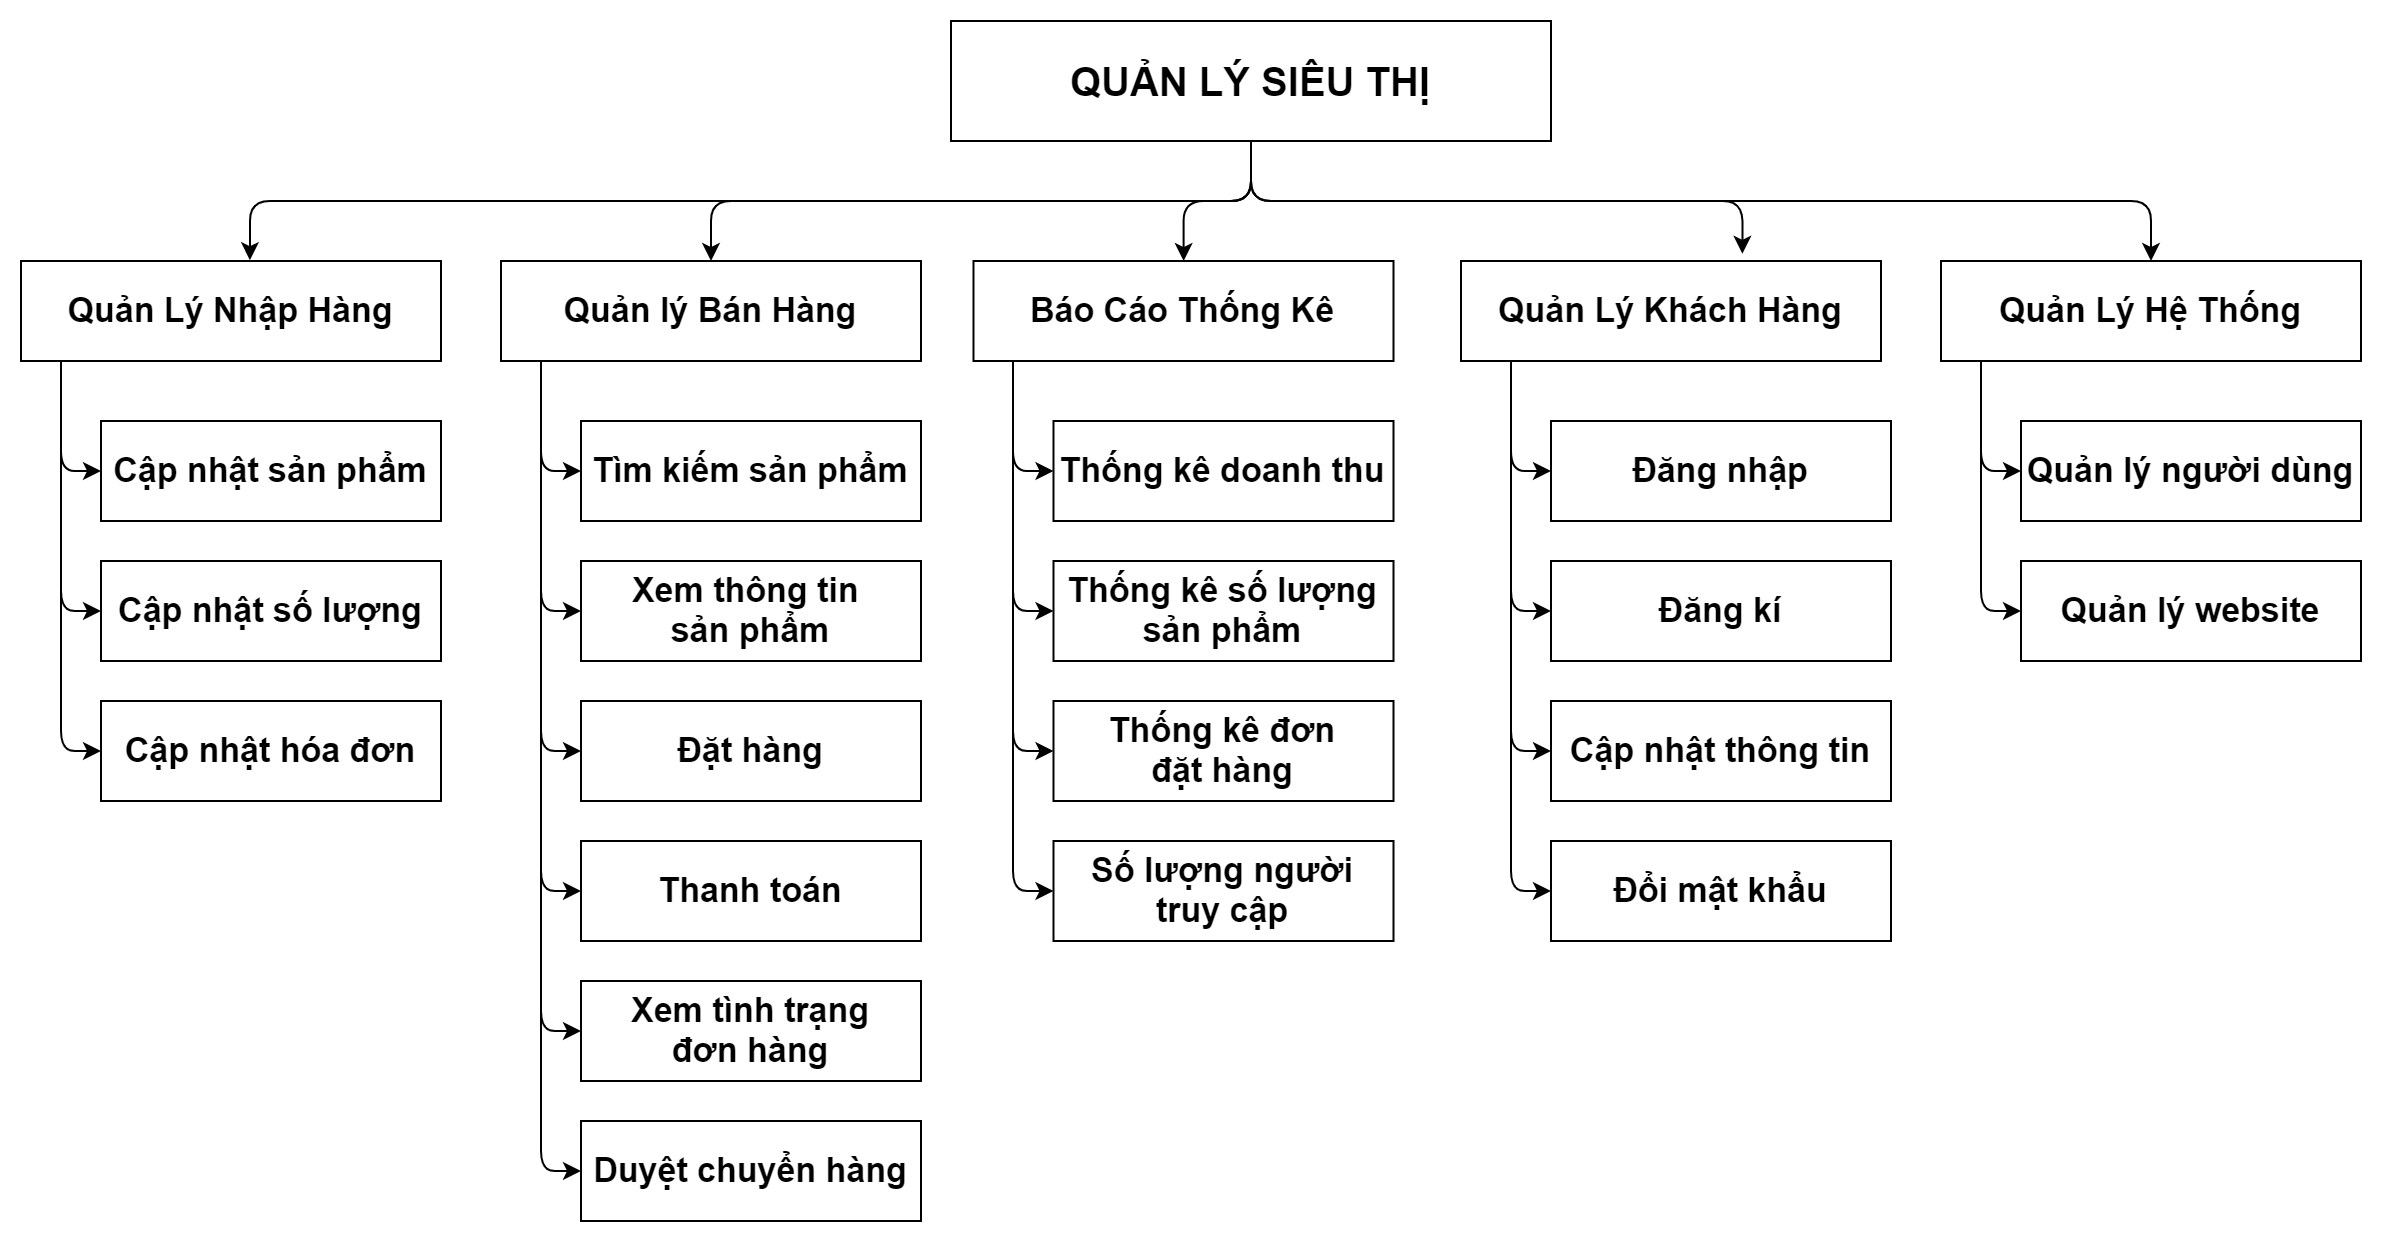 QUẢN LÝ SIÊU THỊ
Quản Lý Nhập Hàng
Cập nhật sản phẩm
Cập nhật số lượng
Cập nhật hóa đơn
Quản lý Bán Hàng
Tìm kiếm sản phẩm
Xem thông tin
sản phẩm
Đặt hàng
Thanh toán
Xem tình trạng
đơn hàng
Duyệt chuyển hàng
Báo Cáo Thống Kê
Thống kê doanh thu
Thống kê số lượng
sản phẩm
Thống kê đơn
đặt hàng
Số lượng người
truy cập
Quản Lý Khách Hàng
Đăng nhập
Đăng kí
Cập nhật thông tin
Đổi mật khẩu
Quản Lý Hệ Thống
Quản lý người dùng
Quản lý website